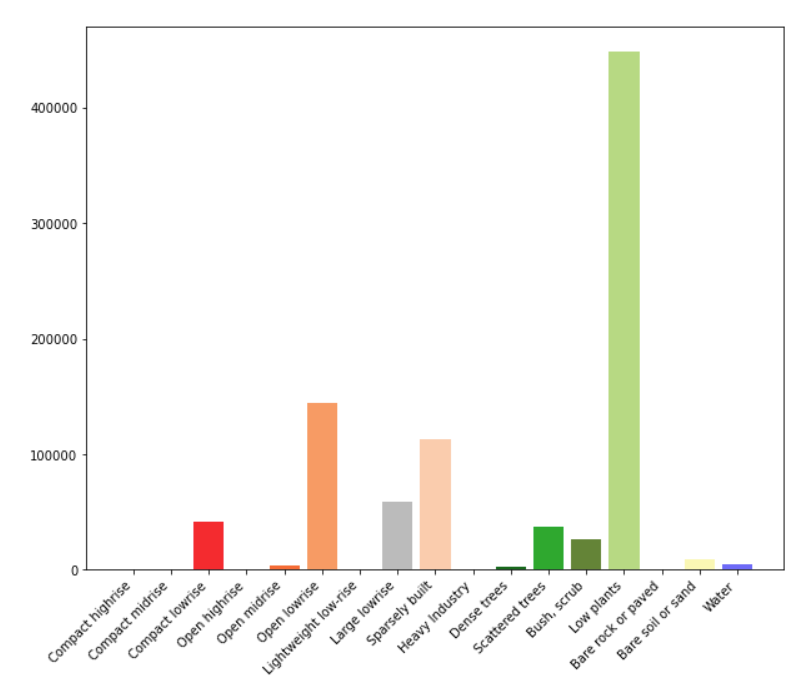 400000
300000
200000
100000
0
Compact highrise
Compact midrise
Compact lowrise
Open highrise
Open midrise
Open lowrise
Lightweight low-rise
Large lowrise
Sparsely built
Heavy Industry
Dense trees
Scattered trees
Bush, scrub
Low plants
Bare rock or paved
Bare soil or sand
Water